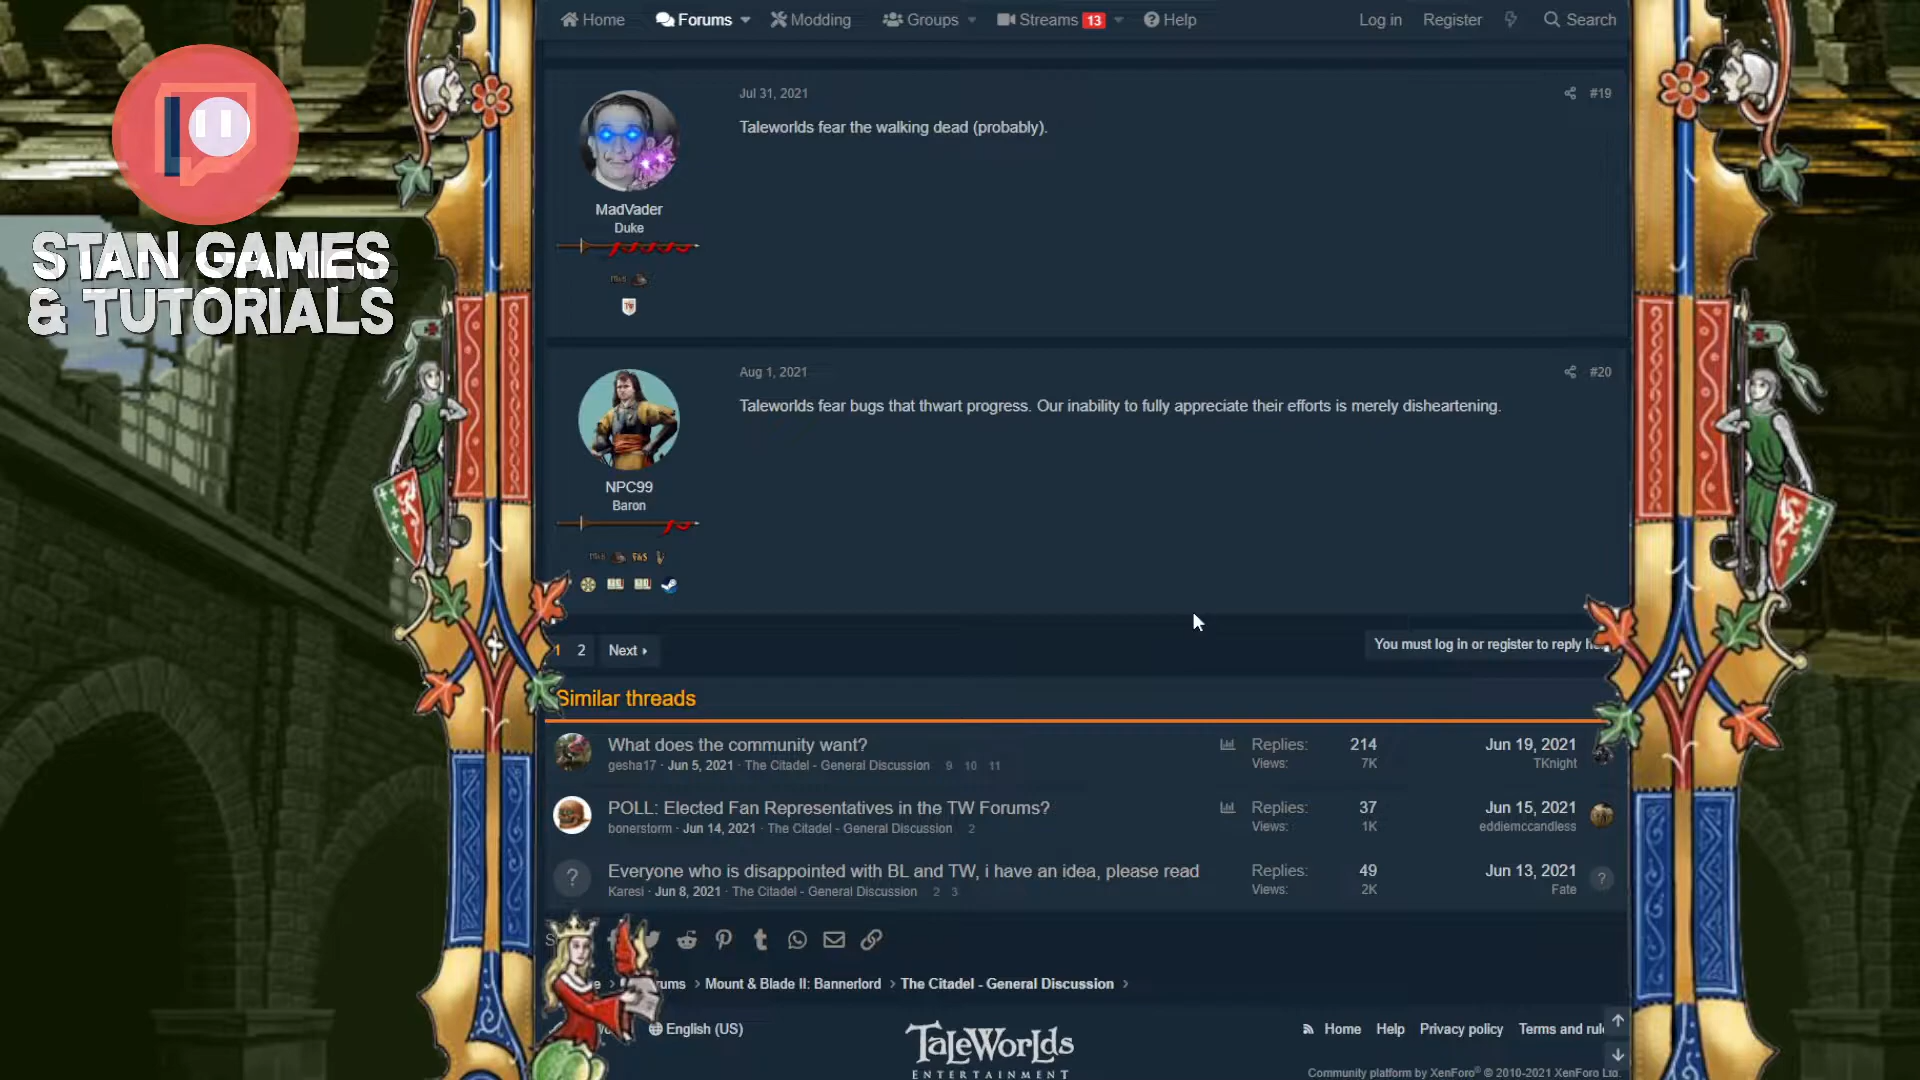 Home
Forums
Modding
Groups
Streams 13
Help
Log in
Register
Search
STAN GAMES
& TUTORIALS
Jul 31, 2021
#19
Taleworlds fear the walking dead (probably).
MadVader
Duke
Aug 1, 2021
#20
Taleworlds fear bugs that thwart progress. Our inability to fully appreciate their efforts is merely disheartening.
NPC99
Baron
1 2 Next
You must log in or register to reply
Similar threads
What does the community want?
gesha17 · Jun 5, 2021 · The Citadel - General Discussion 9 10 11
Replies: 214
Views: 7K
Jun 19, 2021
TKnight
POLL: Elected Fan Representatives in the TW Forums?
bonerstorm · Jun 14, 2021 · The Citadel - General Discussion 2
Replies: 37
Views: 1K
Jun 15, 2021
eddiemccandless
Everyone who is disappointed with BL and TW, i have an idea, please read
Karesi · Jun 8, 2021 · The Citadel - General Discussion 2 3
Replies: 49
Views: 2K
Jun 13, 2021
Fate
Mount & Blade II: Bannerlord
The Citadel - General Discussion
English (US)
TALEWORLDS
ENTERTAINMENT
Home
Help
Privacy policy
Terms and
Community platform by XenForo® © 2010-2021 XenForo Ltd.